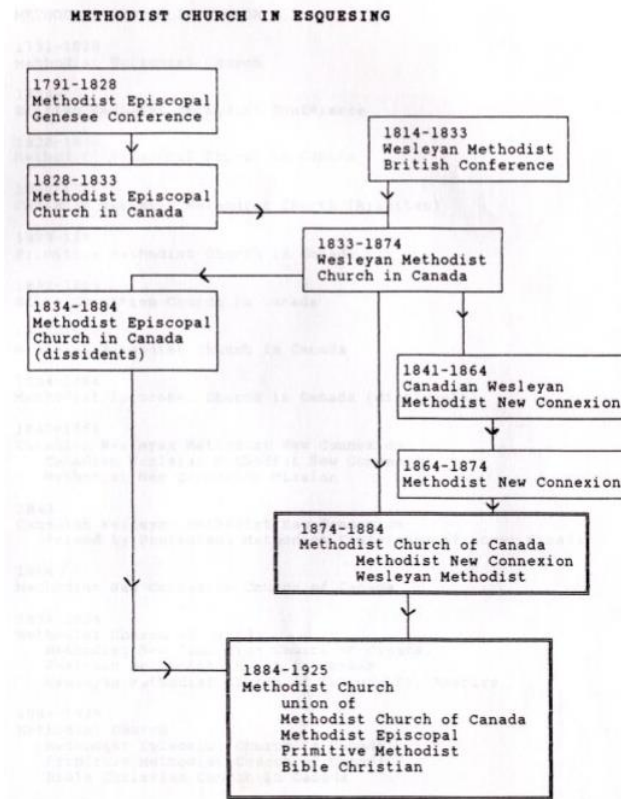 METHODIST CHURCH IN ESQUESING
1791-1828
Methodist Episcopal
Genesee Conference
1814-1833
Wesleyan Methodist
British Conference
1828-1833
Methodist Episcopal
Church in Canada
1833-1874
Wesleyan Methodist
Church in Canada
1834-1884
Methodist Episcopal
Church in Canada
(dissidents)
1841-1864
Canadian Wesleyan
Methodist New Connexion
1864-1874
Methodist New Connexion
1874-1884
Methodist Church of Canada
Methodist New Connexion
Wesleyan Methodist
1884-1925
Methodist Church
union of
Methodist Church of Canada
Methodist Episcopal
Primitive Methodist
Bible Christian